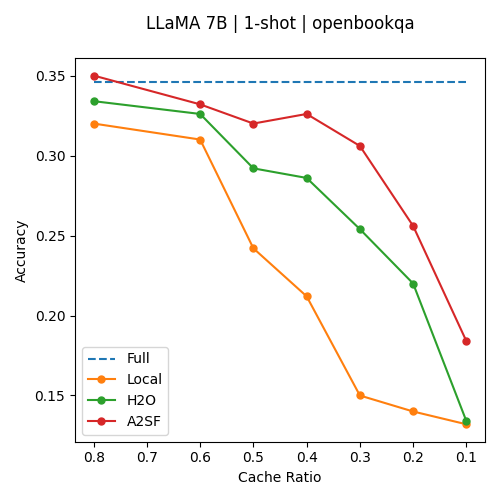 LLaMA 7B | 1-shot | openbookqa
0.35
0.30
0.25
0.20
0.15
Accuracy
Full
Local
H2O
A2SF
0.8 0.7 0.6 0.5 0.4 0.3 0.2 0.1
Cache Ratio